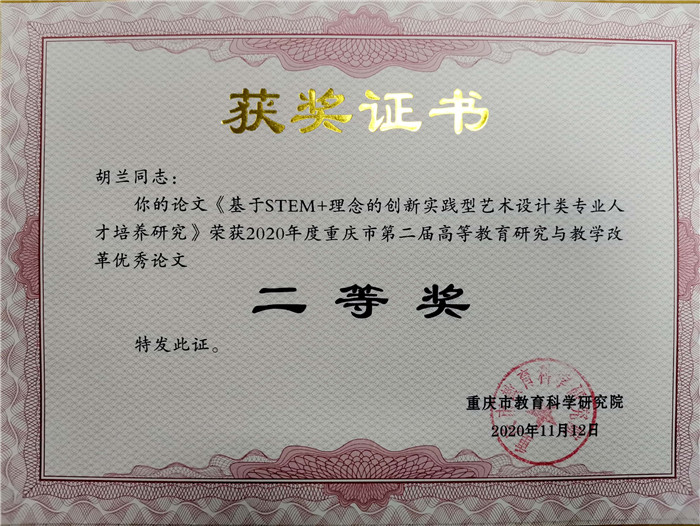 获奖证书
胡兰同志：
你的论文《基于STEM+理念的创新实践型艺术设计类专业人
才培养研究》荣获2020年度重庆市第二届高等教育研究与教学改
革优秀论文
二等奖
特发此证。
重庆市教育科学研究院
2020年11月12日